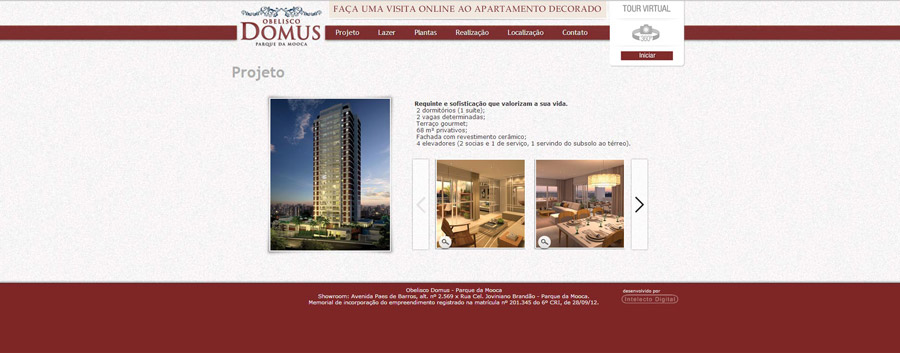 FAÇA UMA VISITA ONLINE AO APARTAMENTO DECORADO
TOUR VIRTUAL
360°
Iniciar
OBELISCO
DOMUS
PARQUE DA MOOCA
Projeto Lazer Plantas Realização Localização Contato
Projeto
Requinte e sofisticação que valorizam a sua vida.
2 dormitórios (1 suíte);
2 vagas determinadas;
Terraço gourmet;
68 m² privativos;
Fachada com revestimento cerâmico;
4 elevadores (2 socias e 1 de serviço, 1 servindo do subsolo ao térreo).
Obelisco Domus - Parque da Mooca
Showroom: Avenida Paes de Barros, alt. nº 2.569 x Rua Cel. Joviniano Brandão - Parque da Mooca.
Memorial de incorporação do empreendimento registrado na matrícula nº 201.345 do 6º CRI, de 28/09/12.
desenvolvido por:
Intelecto Digital